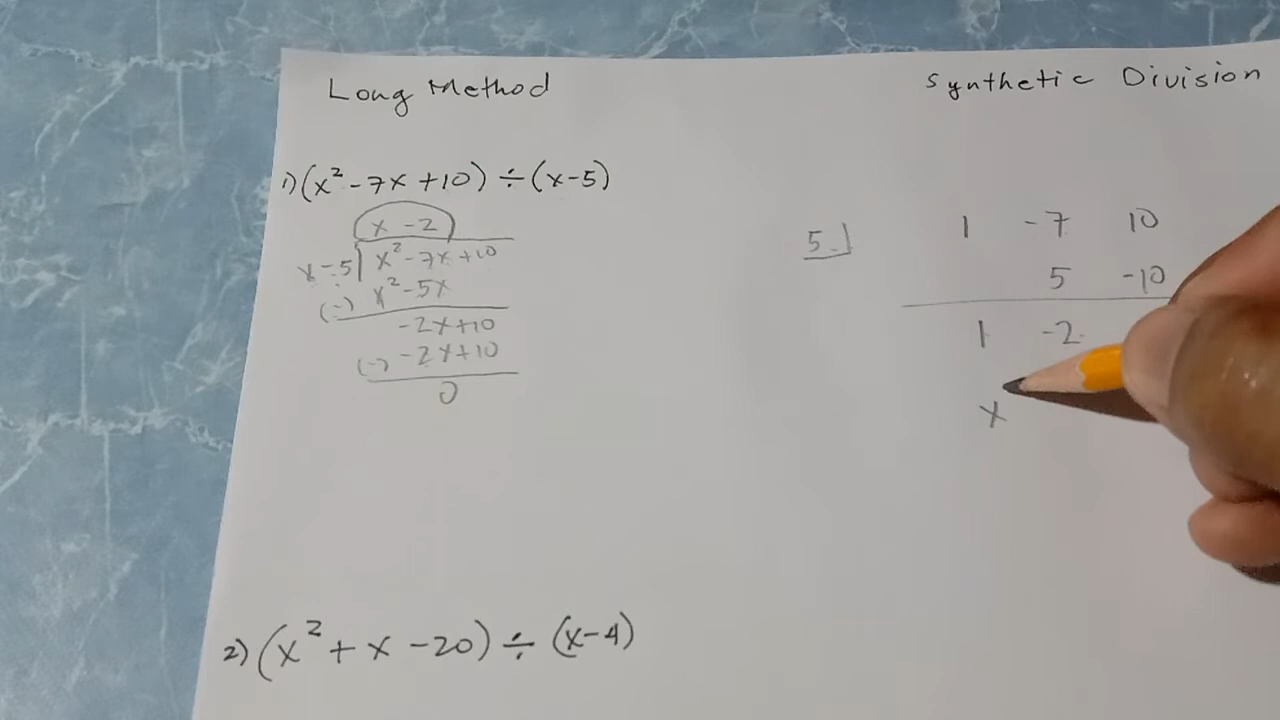 Long Method
Synthetic Division
1) (x² - 7x + 10) ÷ (x - 5)
x - 2
x - 5 | x² - 7x + 10
(-) x² - 5x
-2x + 10
(-) -2x + 10
0
5 | 1 -7 10
5 -10
1 -2
x
2) (x² + x - 20) ÷ (x - 4)